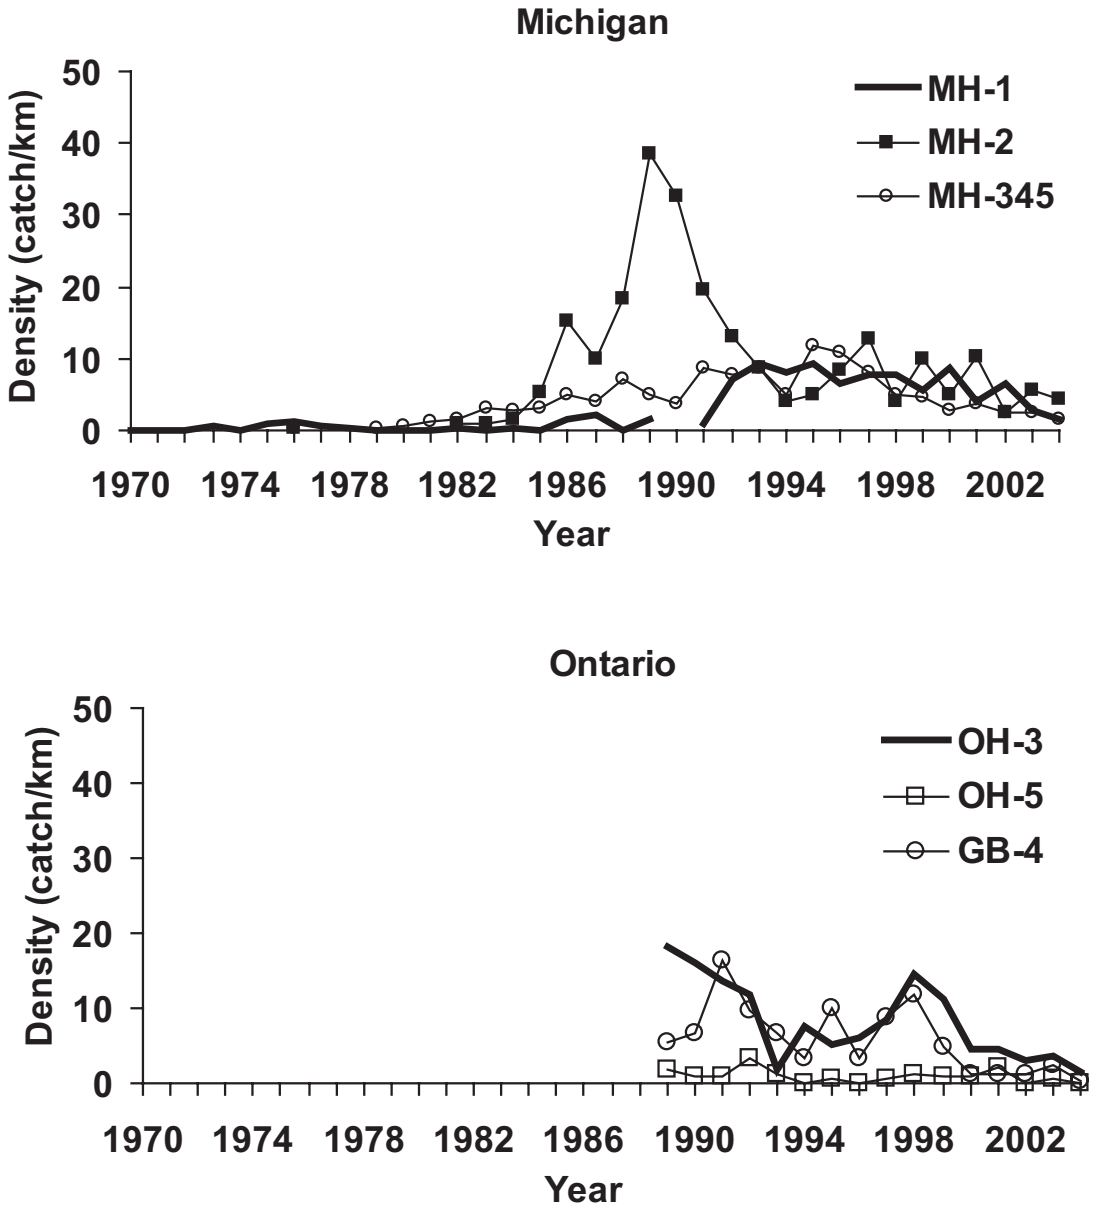 Michigan
Density (catch/km)
50
40
30
20
10
0
MH-1
MH-2
MH-345
1970 1974 1978 1982 1986 1990 1994 1998 2002
Year
Ontario
Density (catch/km)
50
40
30
20
10
0
OH-3
OH-5
GB-4
1970 1974 1978 1982 1986 1990 1994 1998 2002
Year